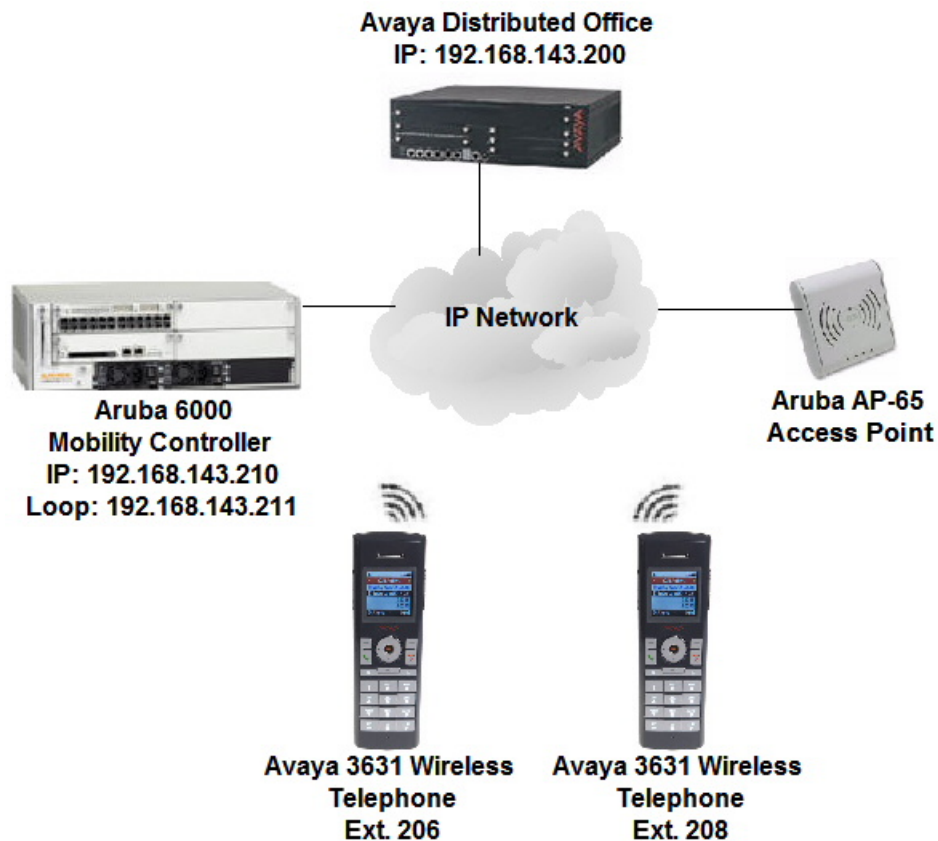 Avaya Distributed Office
IP: 192.168.143.200
AVAYA
IP Network
Aruba 6000
Mobility Controller
IP: 192.168.143.210
Loop: 192.168.143.211
Aruba AP-65
Access Point
Avaya 3631 Wireless
Telephone
Ext. 206
Avaya 3631 Wireless
Telephone
Ext. 208